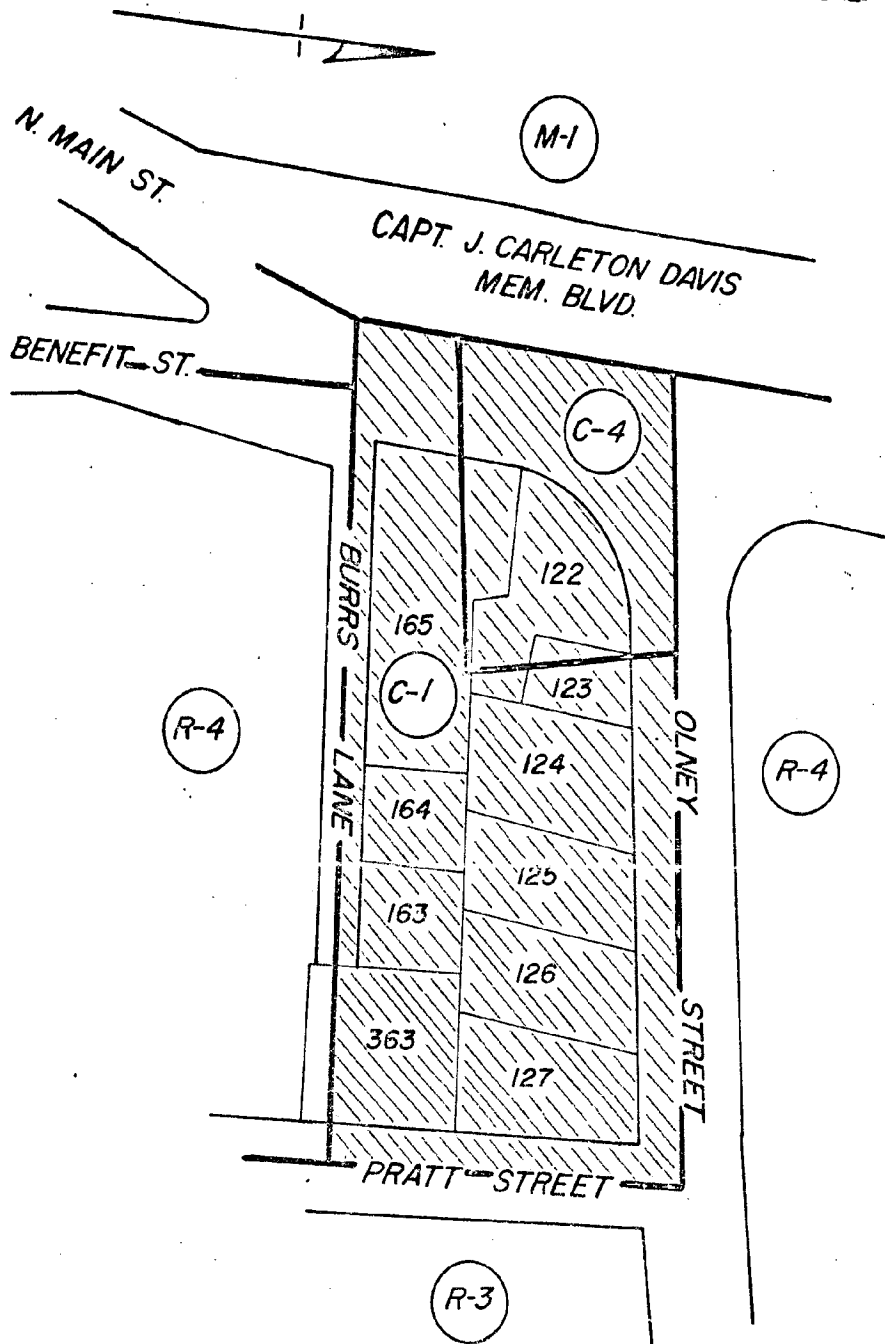 M-1
N. MAIN ST.
CAPT. J. CARLETON DAVIS
MEM. BLVD.
BENEFIT ST.
C-4
BURRS LANE
122
165
123
C-1
R-4
124
OLNEY STREET
R-4
164
125
163
126
363
127
PRATT STREET
R-3